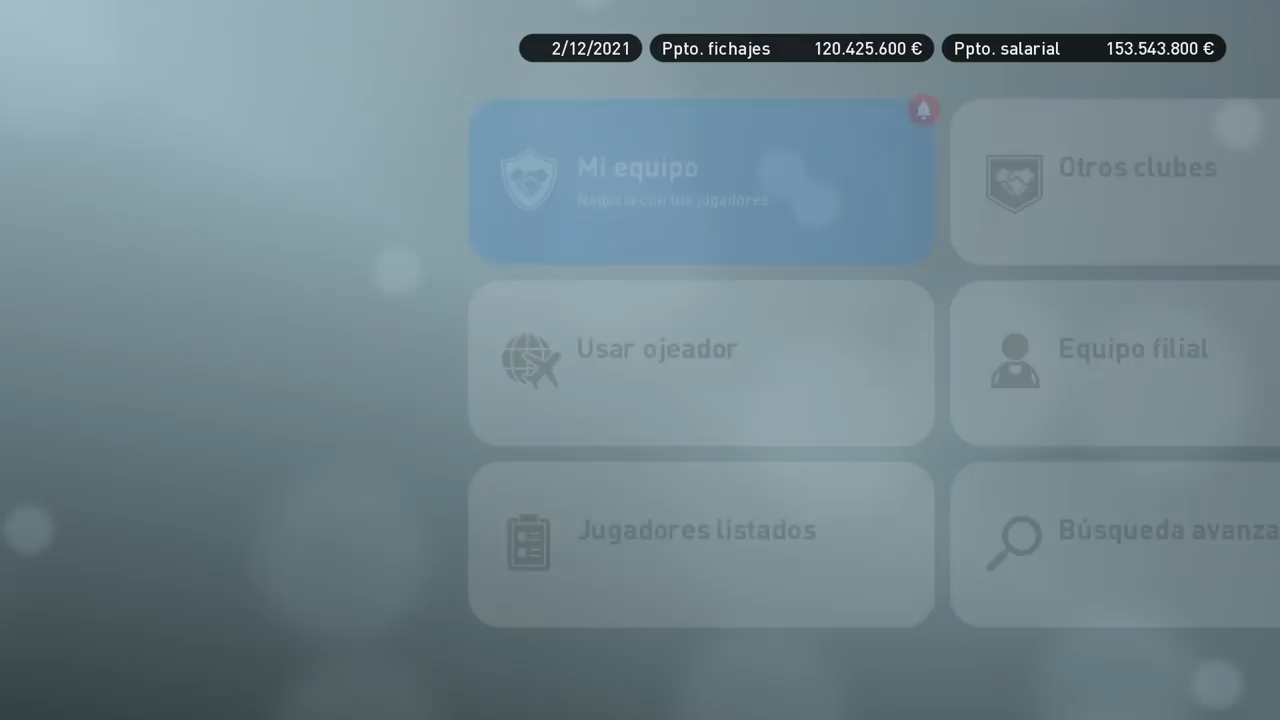 2/12/2021 Ppto. fichajes 120.425.600 € Ppto. salarial 153.543.800 €
Mi equipo
Negocia con tus jugadores
Otros clubes
Usar ojeador
Equipo filial
Jugadores listados
Búsqueda avanza